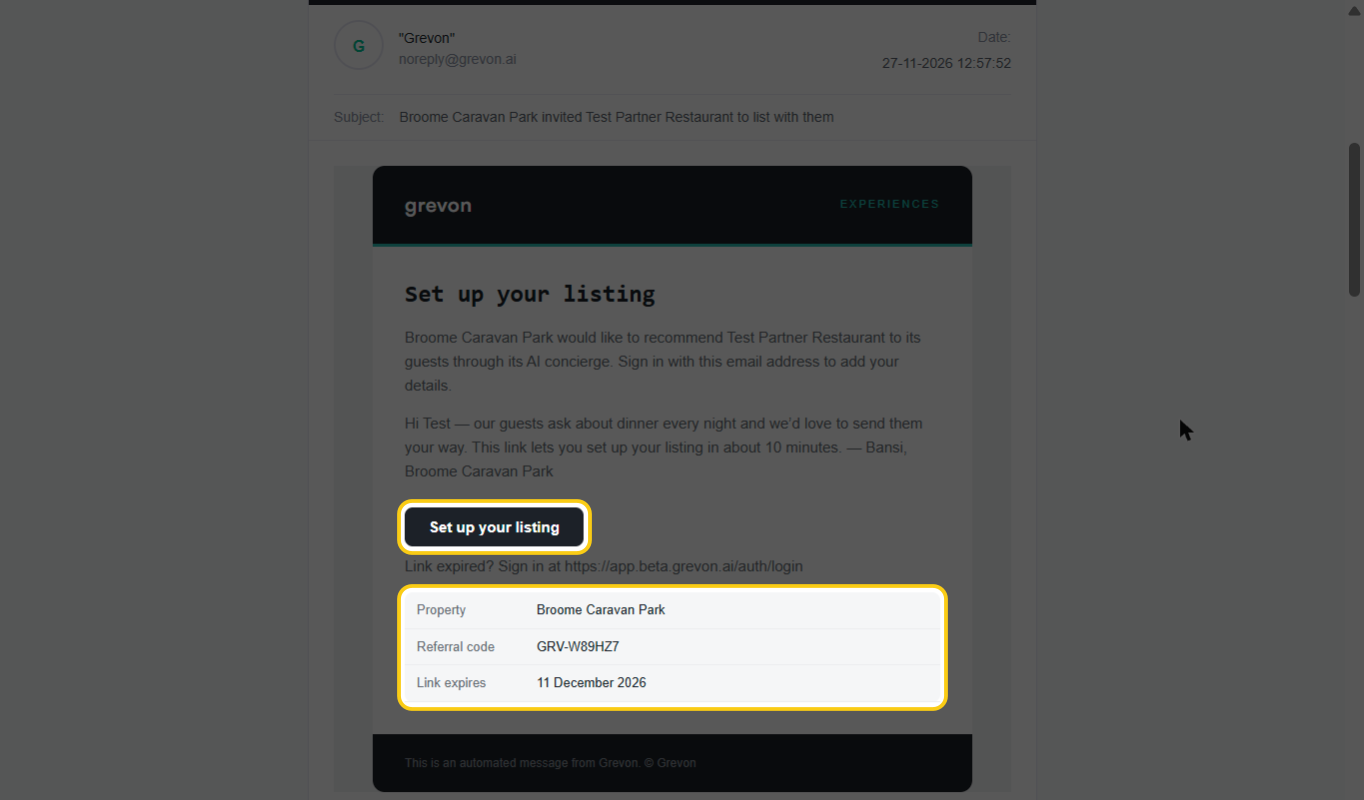 G
"Grevon"
noreply@grevon.ai
Date:
27-11-2026 12:57:52
Subject: Broome Caravan Park invited Test Partner Restaurant to list with them
grevon
EXPERIENCES
Set up your listing
Broome Caravan Park would like to recommend Test Partner Restaurant to its
guests through its AI concierge. Sign in with this email address to add your
details.
Hi Test — our guests ask about dinner every night and we'd love to send them
your way. This link lets you set up your listing in about 10 minutes. — Bansi,
Broome Caravan Park
Set up your listing
Link expired? Sign in at https://app.beta.grevon.ai/auth/login
Property Broome Caravan Park
Referral code GRV-W89HZ7
Link expires 11 December 2026
This is an automated message from Grevon. © Grevon